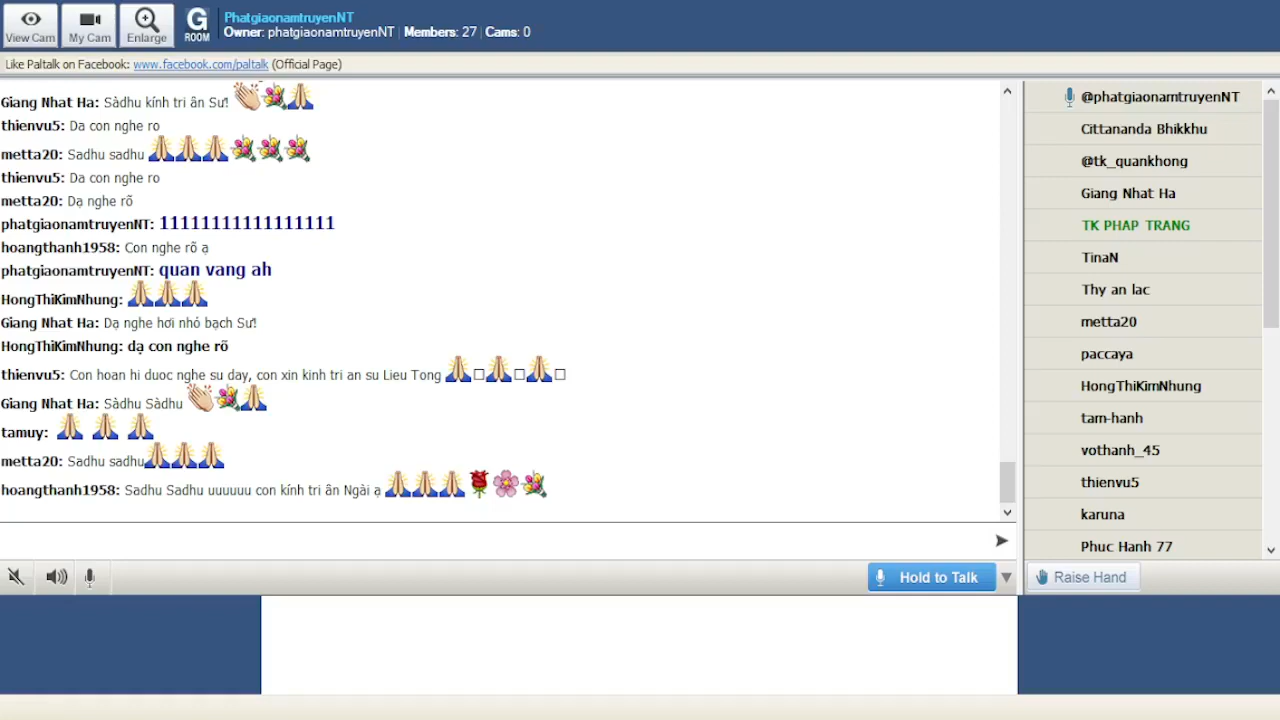 View Cam
My Cam
Enlarge
G
ROOM
PhatgiaonamtruyenNT
Owner: phatgiaonamtruyenNT | Members: 27 | Cams: 0
Like Paltalk on Facebook: www.facebook.com/paltalk (Official Page)
Giang Nhat Ha: Sàdhu kính tri ân Sư!
thienvu5: Da con nghe ro
metta20: Sadhu sadhu
thienvu5: Da con nghe ro
metta20: Dạ nghe rõ
phatgiaonamtruyenNT: 11111111111111111
hoangthanh1958: Con nghe rõ ạ
phatgiaonamtruyenNT: quan vang ah
HongThiKimNhung:
Giang Nhat Ha: Dạ nghe hơi nhỏ bạch Sư!
HongThiKimNhung: dạ con nghe rõ
thienvu5: Con hoan hi duoc nghe su day, con xin kinh tri an su Lieu Tong
Giang Nhat Ha: Sàdhu Sàdhu
tamuy:
metta20: Sadhu sadhu
hoangthanh1958: Sadhu Sadhu uuuuuu con kính tri ân Ngài ạ
@phatgiaonamtruyenNT
Cittananda Bhikkhu
@tk_quankhong
Giang Nhat Ha
TK PHAP TRANG
TinaN
Thy an lac
metta20
paccaya
HongThiKimNhung
tam-hanh
vothanh_45
thienvu5
karuna
Phuc Hanh 77
Hold to Talk
Raise Hand